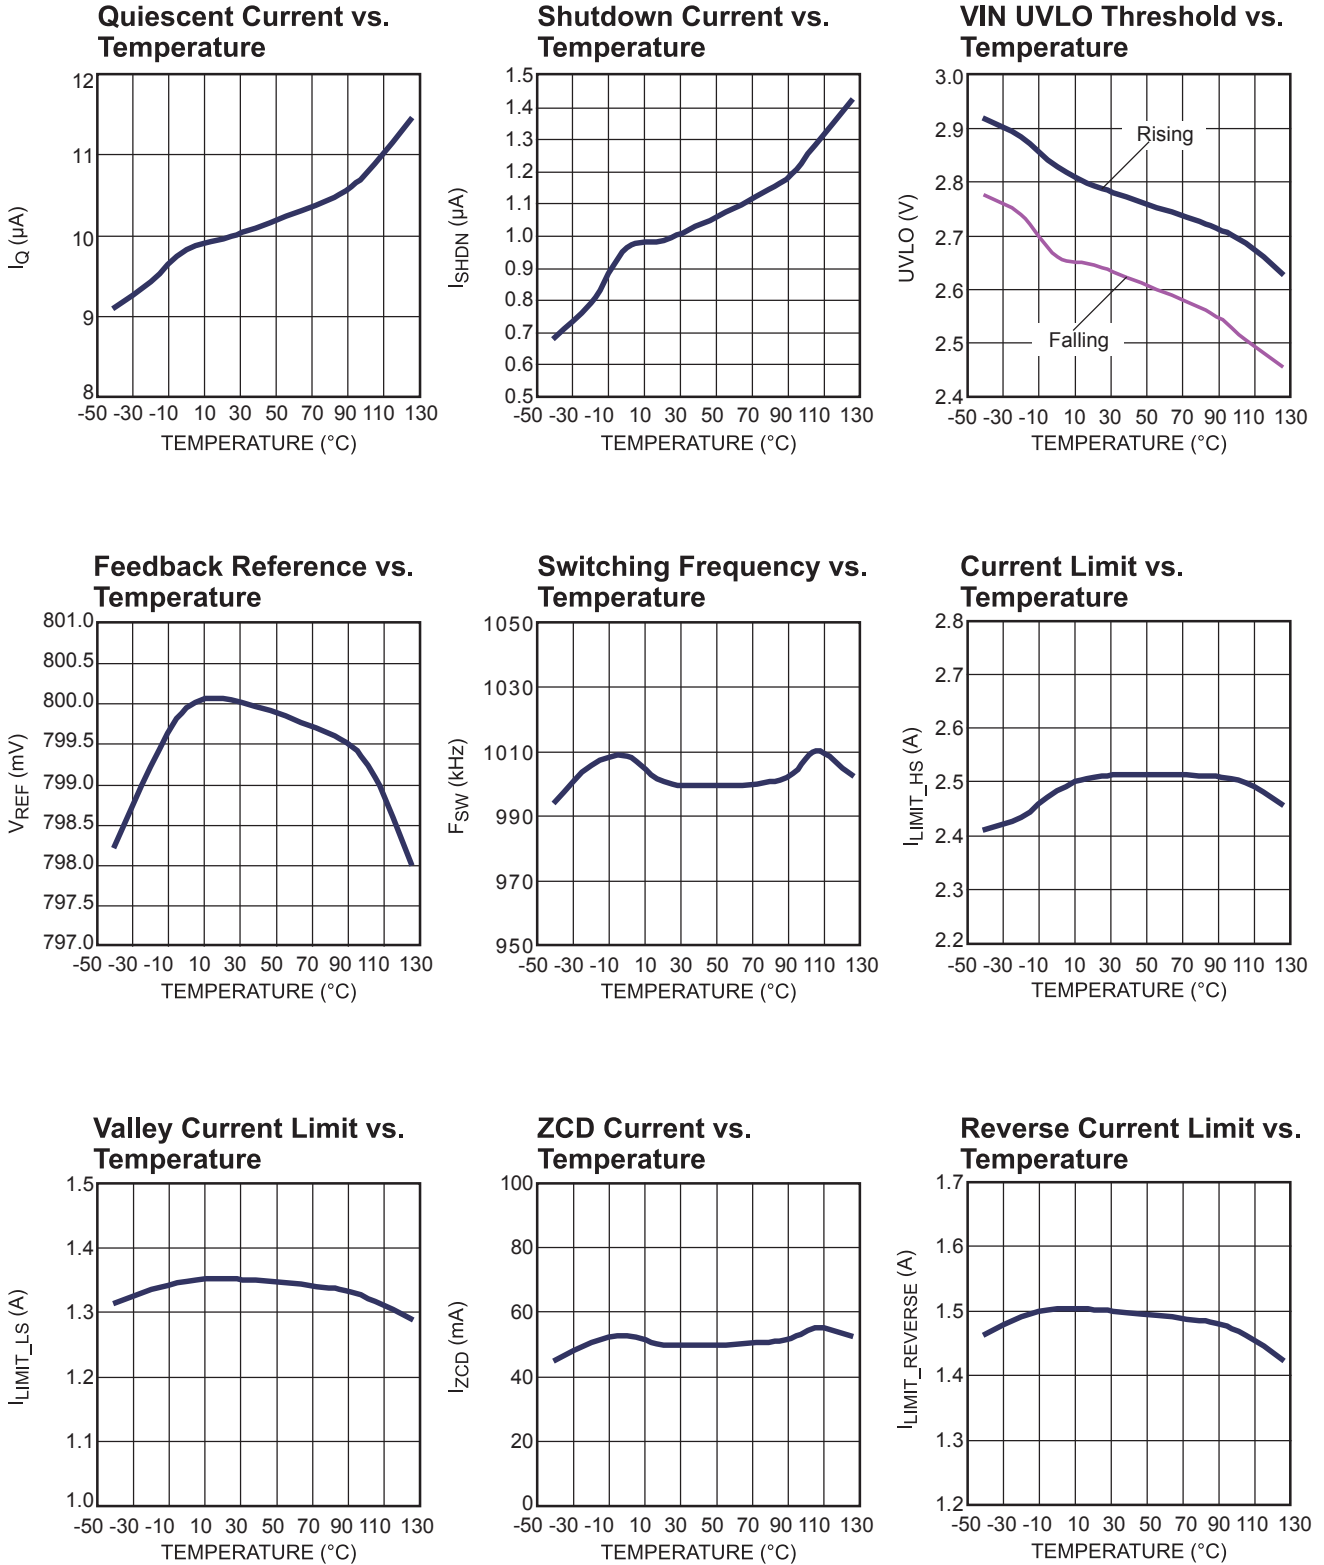 Quiescent Current vs.
Temperature
12
11
10
9
8
IQ (µA)
-50 -30 -10 10 30 50 70 90 110 130
TEMPERATURE (°C)
Shutdown Current vs.
Temperature
1.5
1.4
1.3
1.2
1.1
1.0
0.9
0.8
0.7
0.6
0.5
ISHDN (µA)
-50 -30 -10 10 30 50 70 90 110 130
TEMPERATURE (°C)
VIN UVLO Threshold vs.
Temperature
3.0
2.9
2.8
2.7
2.6
2.5
2.4
UVLO (V)
Rising
Falling
-50 -30 -10 10 30 50 70 90 110 130
TEMPERATURE (°C)
Feedback Reference vs.
Temperature
801.0
800.5
800.0
799.5
799.0
798.5
798.0
797.5
797.0
VREF (mV)
-50 -30 -10 10 30 50 70 90 110 130
TEMPERATURE (°C)
Switching Frequency vs.
Temperature
1050
1030
1010
990
970
950
FSW (kHz)
-50 -30 -10 10 30 50 70 90 110 130
TEMPERATURE (°C)
Current Limit vs.
Temperature
2.8
2.7
2.6
2.5
2.4
2.3
2.2
ILIMIT_HS (A)
-50 -30 -10 10 30 50 70 90 110 130
TEMPERATURE (°C)
Valley Current Limit vs.
Temperature
1.5
1.4
1.3
1.2
1.1
1.0
ILIMIT_LS (A)
-50 -30 -10 10 30 50 70 90 110 130
TEMPERATURE (°C)
ZCD Current vs.
Temperature
100
80
60
40
20
0
IZCD (mA)
-50 -30 -10 10 30 50 70 90 110 130
TEMPERATURE (°C)
Reverse Current Limit vs.
Temperature
1.7
1.6
1.5
1.4
1.3
1.2
ILIMIT_REVERSE (A)
-50 -30 -10 10 30 50 70 90 110 130
TEMPERATURE (°C)